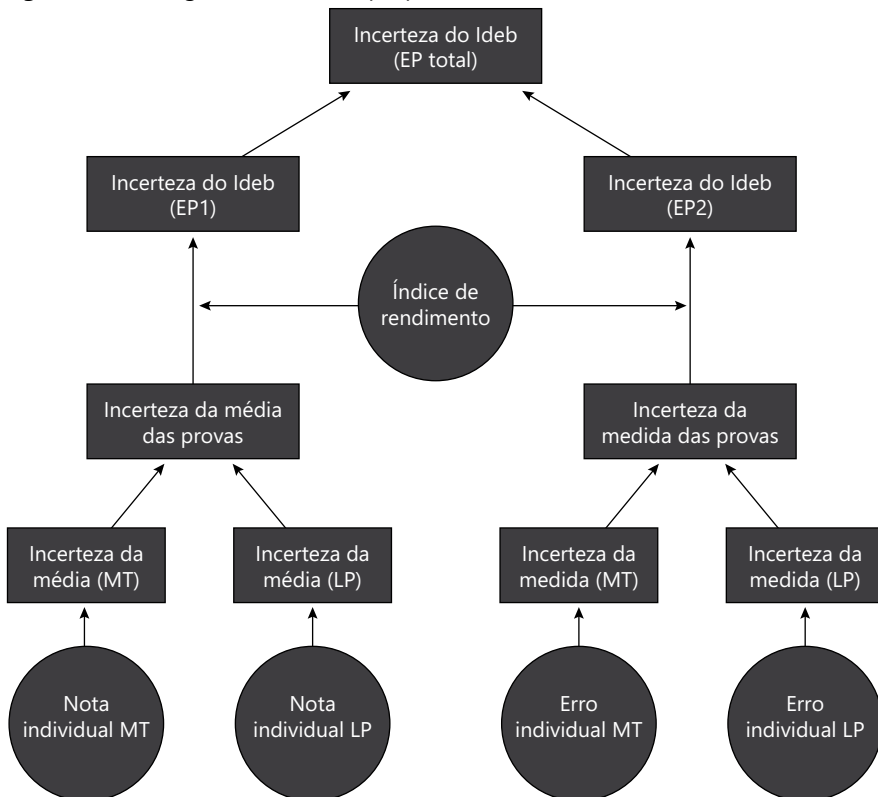 Incerteza do Ideb
(EP total)
Incerteza do Ideb
(EP1)
Incerteza do Ideb
(EP2)
Índice de
rendimento
Incerteza da média
das provas
Incerteza da
medida das provas
Incerteza da
média (MT)
Incerteza da
média (LP)
Incerteza da
medida (MT)
Incerteza da
medida (LP)
Nota
individual MT
Nota
individual LP
Erro
individual MT
Erro
individual LP